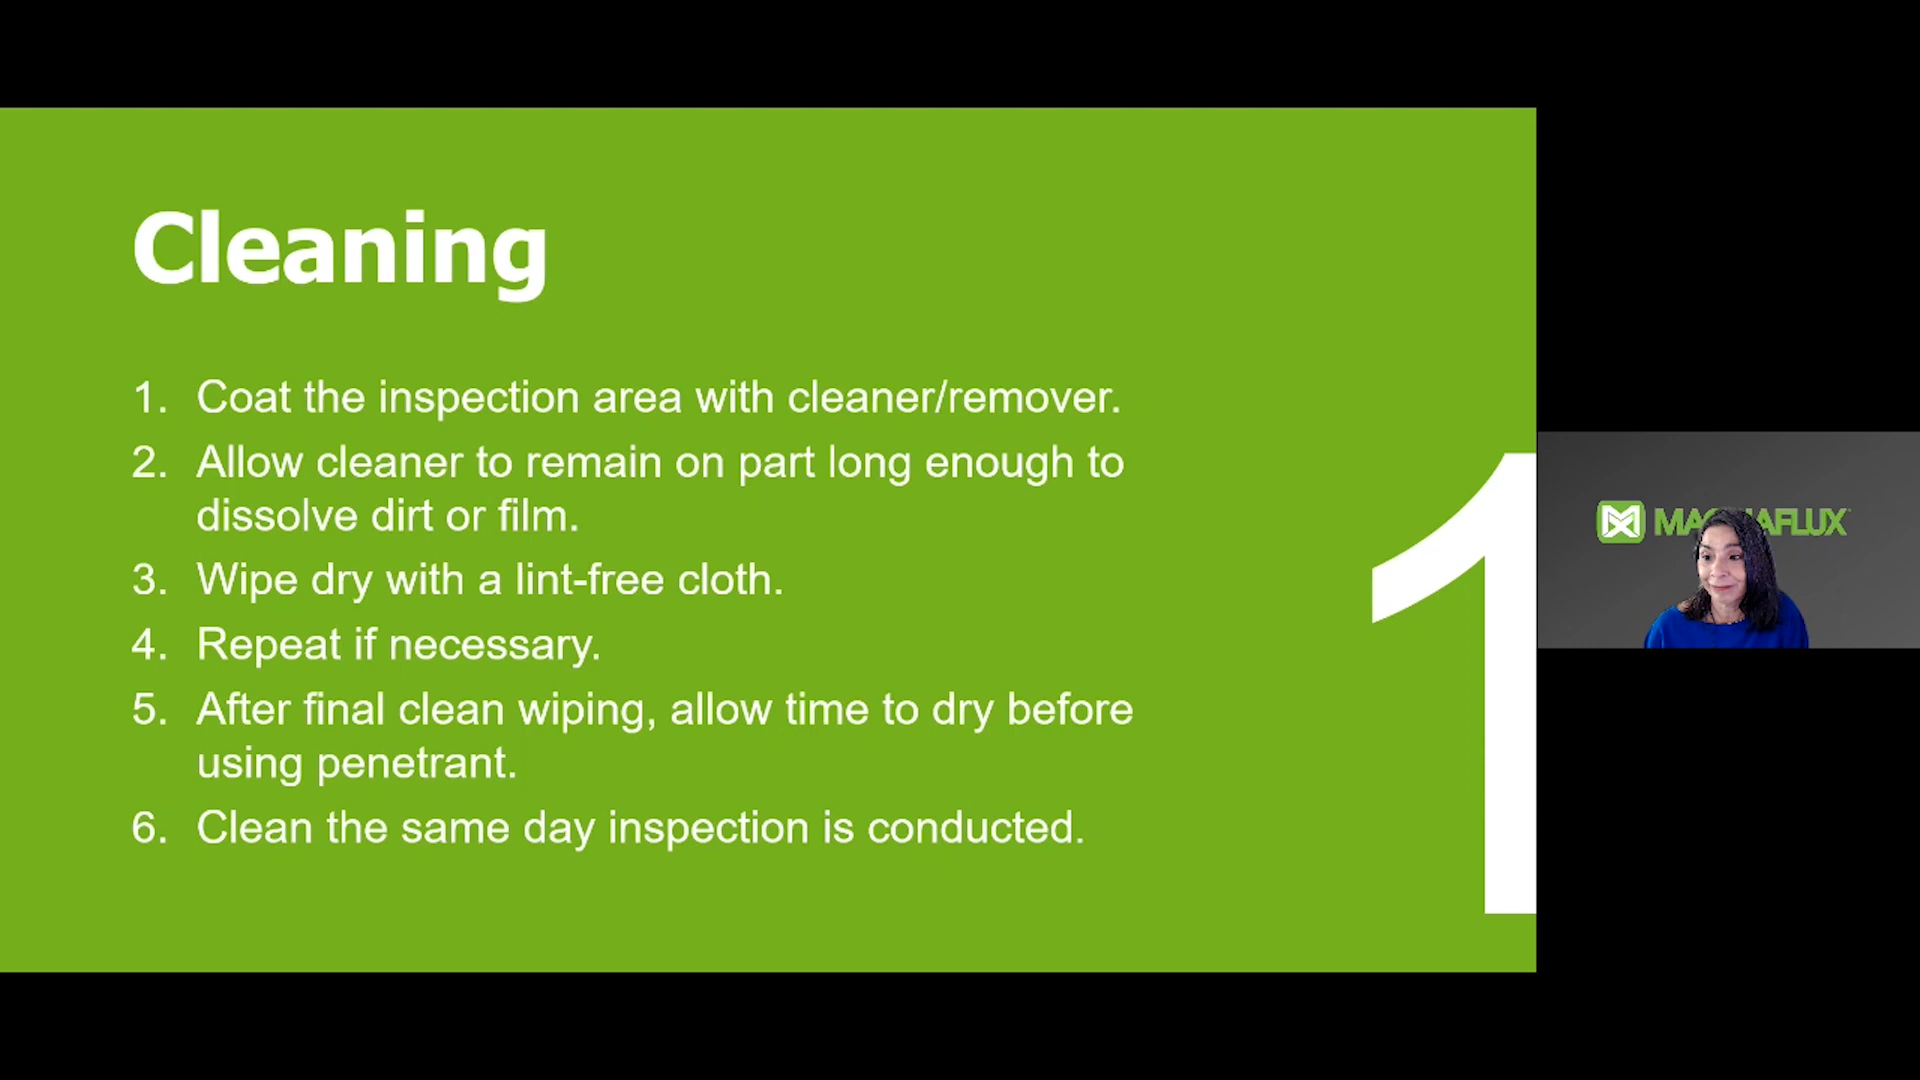 Cleaning
1. Coat the inspection area with cleaner/remover.
2. Allow cleaner to remain on part long enough to
dissolve dirt or film.
3. Wipe dry with a lint-free cloth.
4. Repeat if necessary.
5. After final clean wiping, allow time to dry before
using penetrant.
6. Clean the same day inspection is conducted.
1
MAGNAFLUX